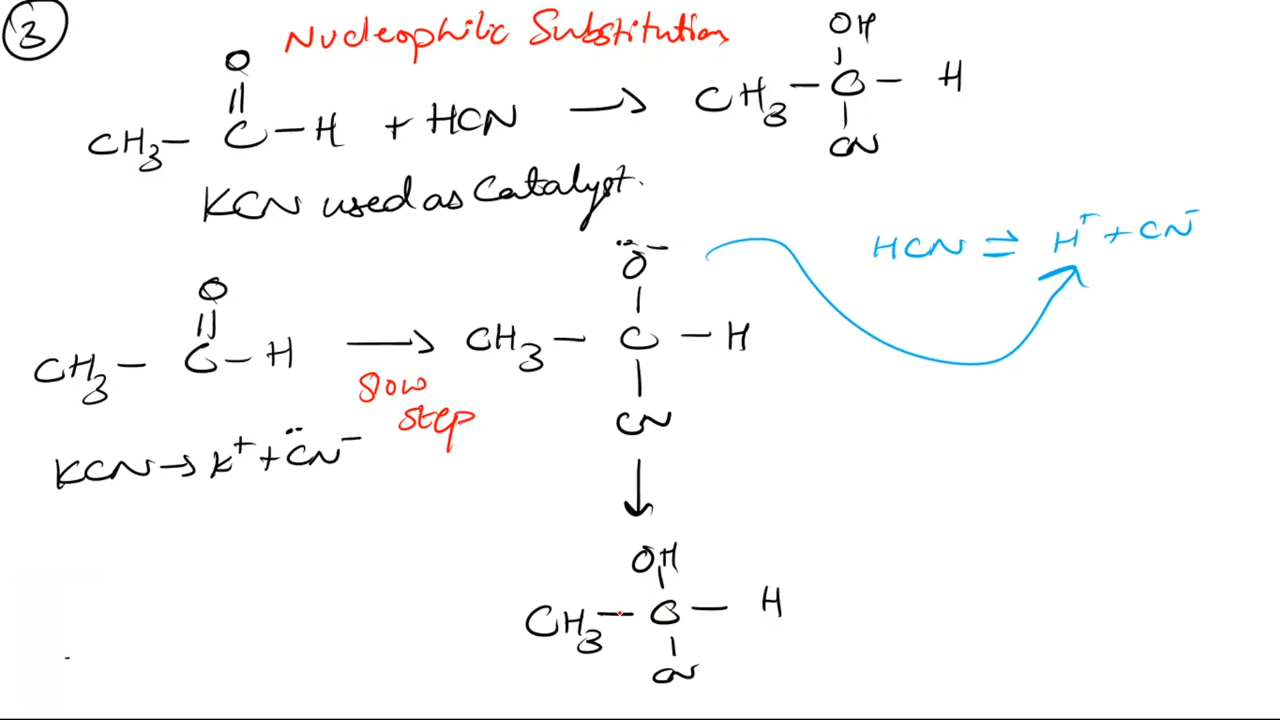 3
Nucleophilic Substitution
O
||
CH3 – C – H + HCN → CH3 – C – H
OH
CN
KCN used as Catalyst.
HCN ⇌ H+ + CN-
O
||
CH3 – C – H → CH3 – C – H
:O-
CN
Slow
step
KCN → K+ + :CN-
OH
CH3 – C – H
CN